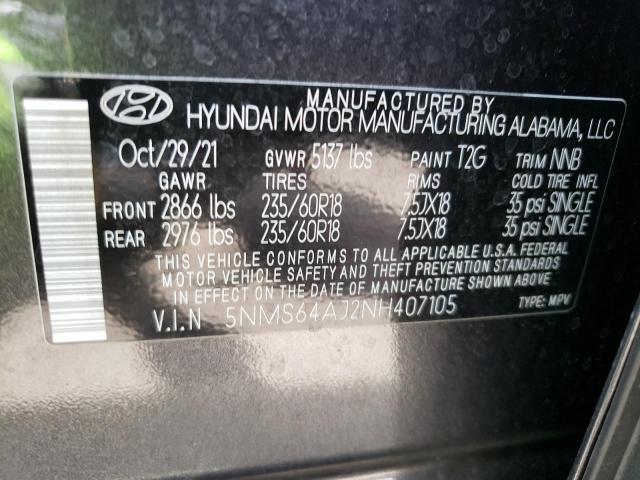 MANUFACTURED BY
HYUNDAI MOTOR MANUFACTURING ALABAMA, LLC
Oct/29/21 GVWR 5137 lbs PAINT T2G TRIM NNB
GAWR TIRES RIMS COLD TIRE INFL
FRONT 2866 lbs 235/60R18 7.5JX18 35 psi SINGLE
REAR 2976 lbs 235/60R18 7.5JX18 35 psi SINGLE
THIS VEHICLE CONFORMS TO ALL APPLICABLE U.S.A. FEDERAL
MOTOR VEHICLE SAFETY AND THEFT PREVENTION STANDARDS
IN EFFECT ON THE DATE OF MANUFACTURE SHOWN ABOVE
V.I.N 5NMS64AJ2NH407105 TYPE: MPV